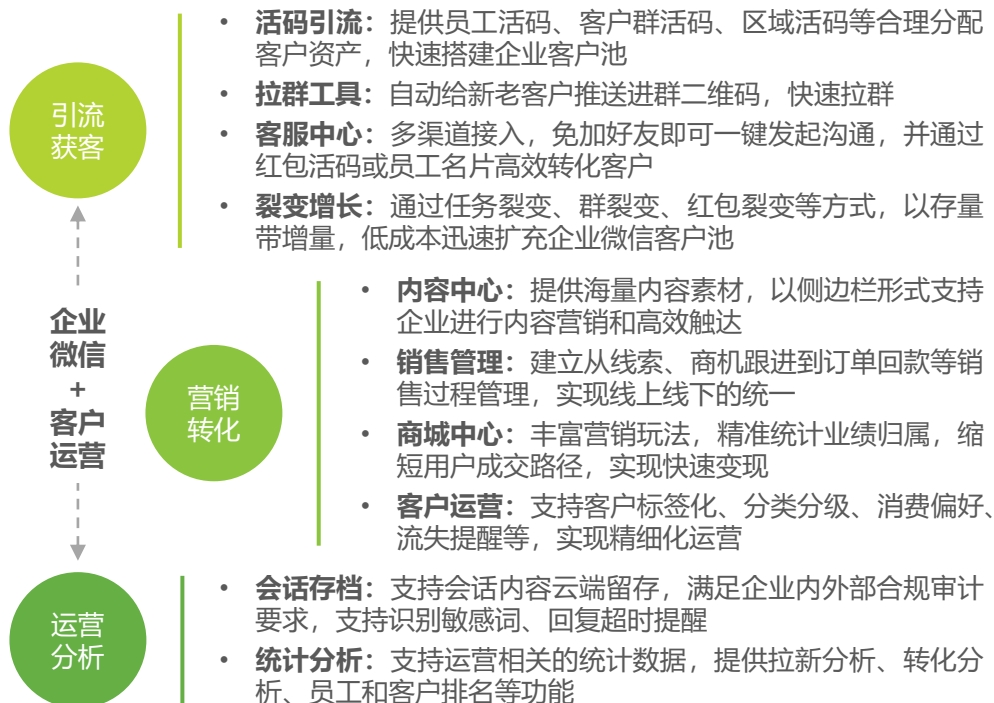 引流
获客
• 活码引流：提供员工活码、客户群活码、区域活码等合理分配
客户资产，快速搭建企业客户池
• 拉群工具：自动给新老客户推送进群二维码，快速拉群
• 客服中心：多渠道接入，免加好友即可一键发起沟通，并通过
红包活码或员工名片高效转化客户
• 裂变增长：通过任务裂变、群裂变、红包裂变等方式，以存量
带增量，低成本迅速扩充企业微信客户池
企业
微信
+
客户
运营
营销
转化
• 内容中心：提供海量内容素材，以侧边栏形式支持
企业进行内容营销和高效触达
• 销售管理：建立从线索、商机跟进到订单回款等销
售过程管理，实现线上线下的统一
• 商城中心：丰富营销玩法，精准统计业绩归属，缩
短用户成交路径，实现快速变现
• 客户运营：支持客户标签化、分类分级、消费偏好、
流失提醒等，实现精细化运营
运营
分析
• 会话存档：支持会话内容云端留存，满足企业内外部合规审计
要求，支持识别敏感词、回复超时提醒
• 统计分析：支持运营相关的统计数据，提供拉新分析、转化分
析、员工和客户排名等功能